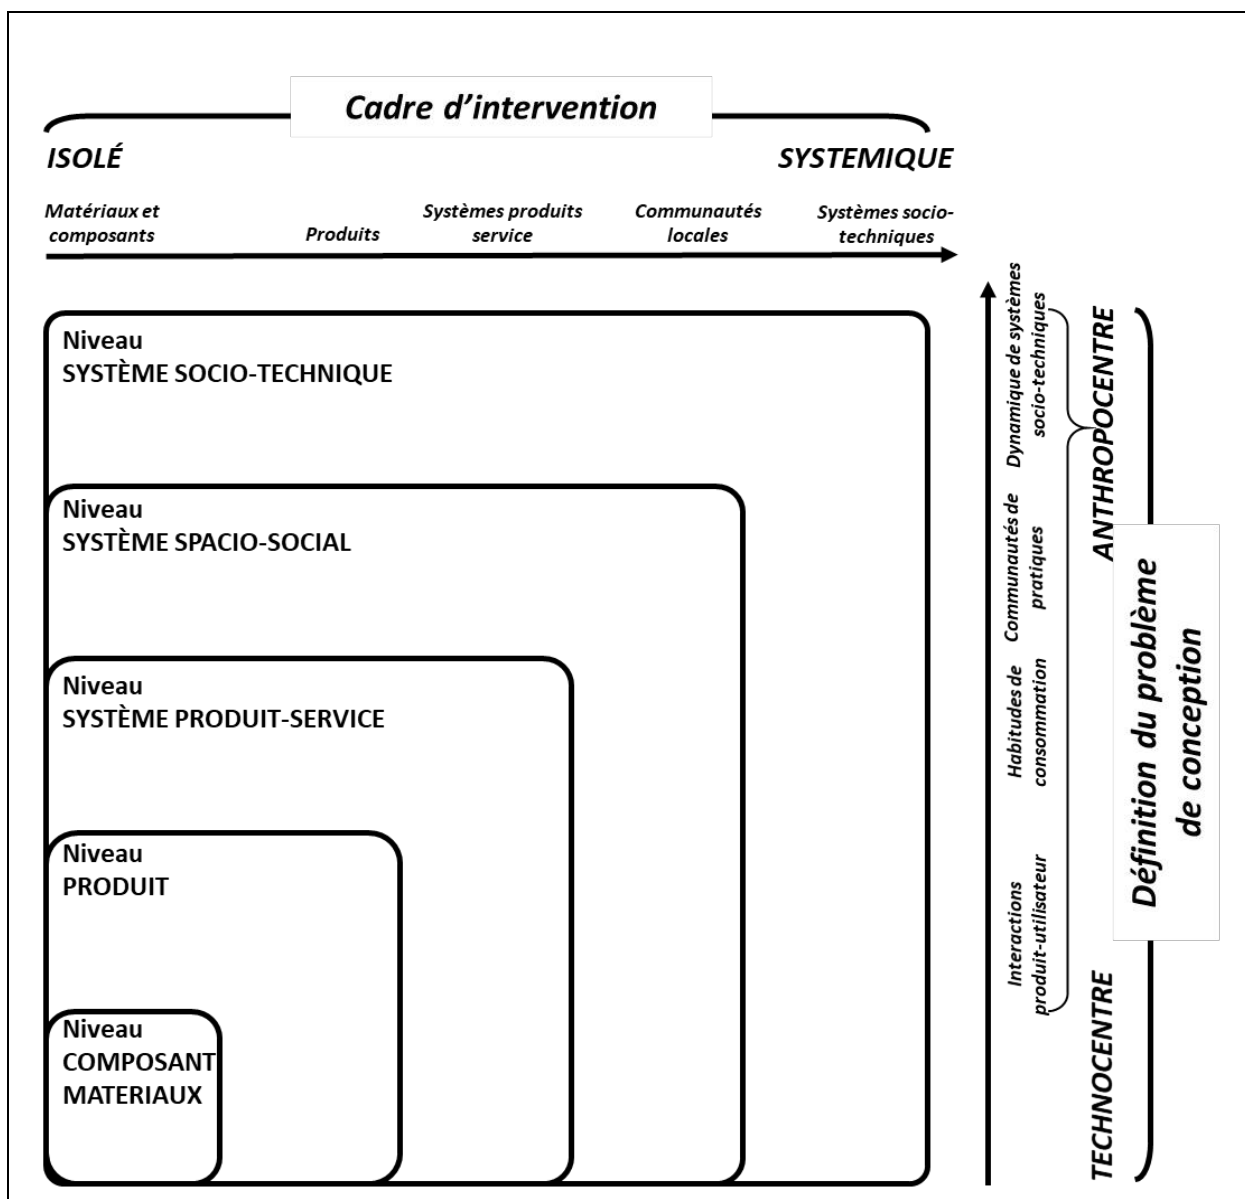 Cadre d’intervention
ISOLÉ
SYSTEMIQUE
Matériaux et
composants
Produits
Systèmes produits
service
Communautés
locales
Systèmes socio-
techniques
Niveau
SYSTÈME SOCIO-TECHNIQUE
Niveau
SYSTÈME SPACIO-SOCIAL
Niveau
SYSTÈME PRODUIT-SERVICE
Niveau
PRODUIT
Niveau
COMPOSANT
MATERIAUX
Dynamique de systèmes
socio-techniques
Communautés de
pratiques
Habitudes de
consommation
Interactions
produit-utilisateur
ANTHROPOCENTRE
TECHNOCENTRE
Définition du problème
de conception